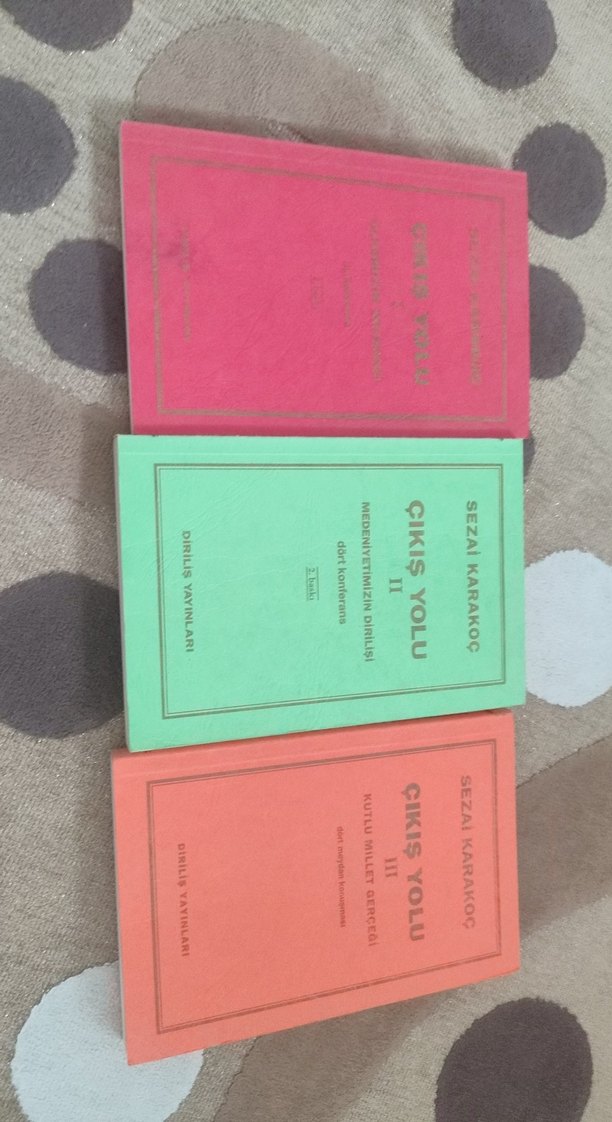 SEZAİ KARAKOÇ
ÇIKIŞ YOLU
I
SEZAİ KARAKOÇ
ÇIKIŞ YOLU
II
MEDENİYETİMİZİN DİRİLİŞİ
dört konferans
2. baskı
DİRİLİŞ YAYINLARI
SEZAİ KARAKOÇ
ÇIKIŞ YOLU
III
KUTLU MİLLET GERÇEĞİ
dört meydan konuşması
DİRİLİŞ YAYINLARI